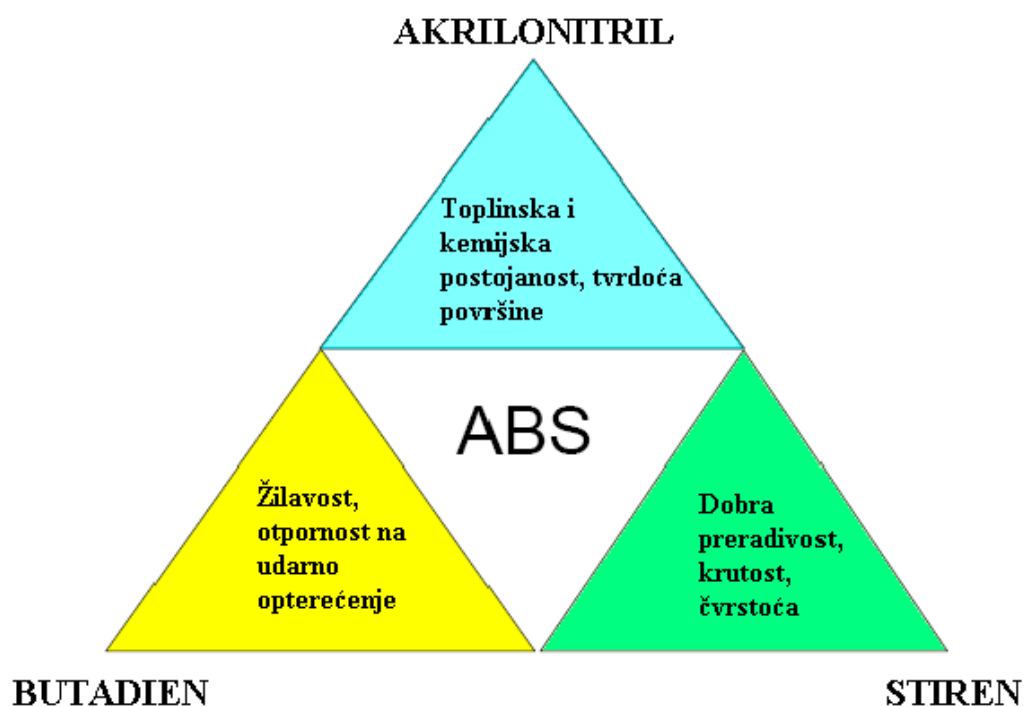 AKRILONITRIL
Toplinska i
kemijska
postojanost, tvrdoća
površine
ABS
Žilavost,
otpornost na
udarno
opterećenje
Dobra
preradivost,
krutost,
čvrstoća
BUTADIEN
STIREN